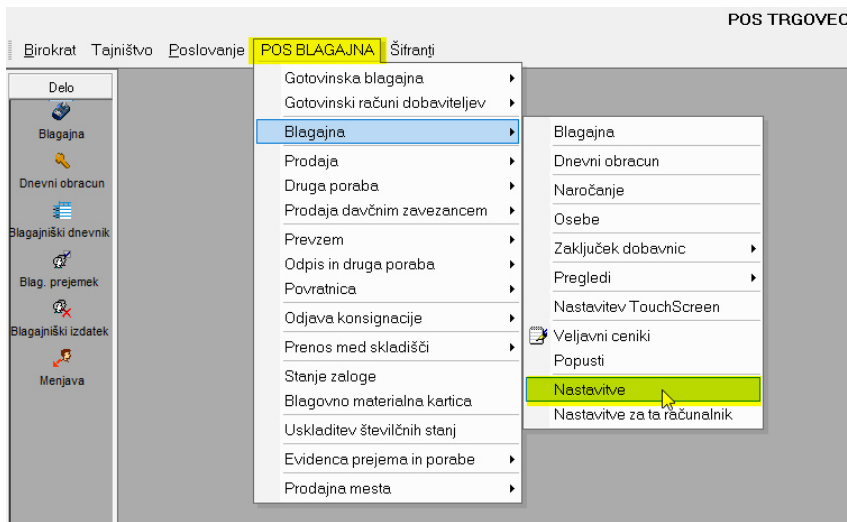 POS TRGOVEC
Birokrat Tajništvo Poslovanje POS BLAGAJNA Šifranti
Delo
Blagajna
Dnevni obracun
Blagajniški dnevnik
Blag. prejemek
Blagajniški izdatek
Menjava
Gotovinska blagajna
Gotovinski računi dobaviteljev
Blagajna
Prodaja
Druga poraba
Prodaja davčnim zavezancem
Prevzem
Odpis in druga poraba
Povratnica
Odjava konsignacije
Prenos med skladišči
Stanje zaloge
Blagovno materialna kartica
Uskladitev številčnih stanj
Evidenca prejema in porabe
Prodajna mesta
Blagajna
Dnevni obracun
Naročanje
Osebe
Zaključek dobavnic
Pregledi
Nastavitev TouchScreen
Veljavni ceniki
Popusti
Nastavitve
Nastavitve za ta računalnik